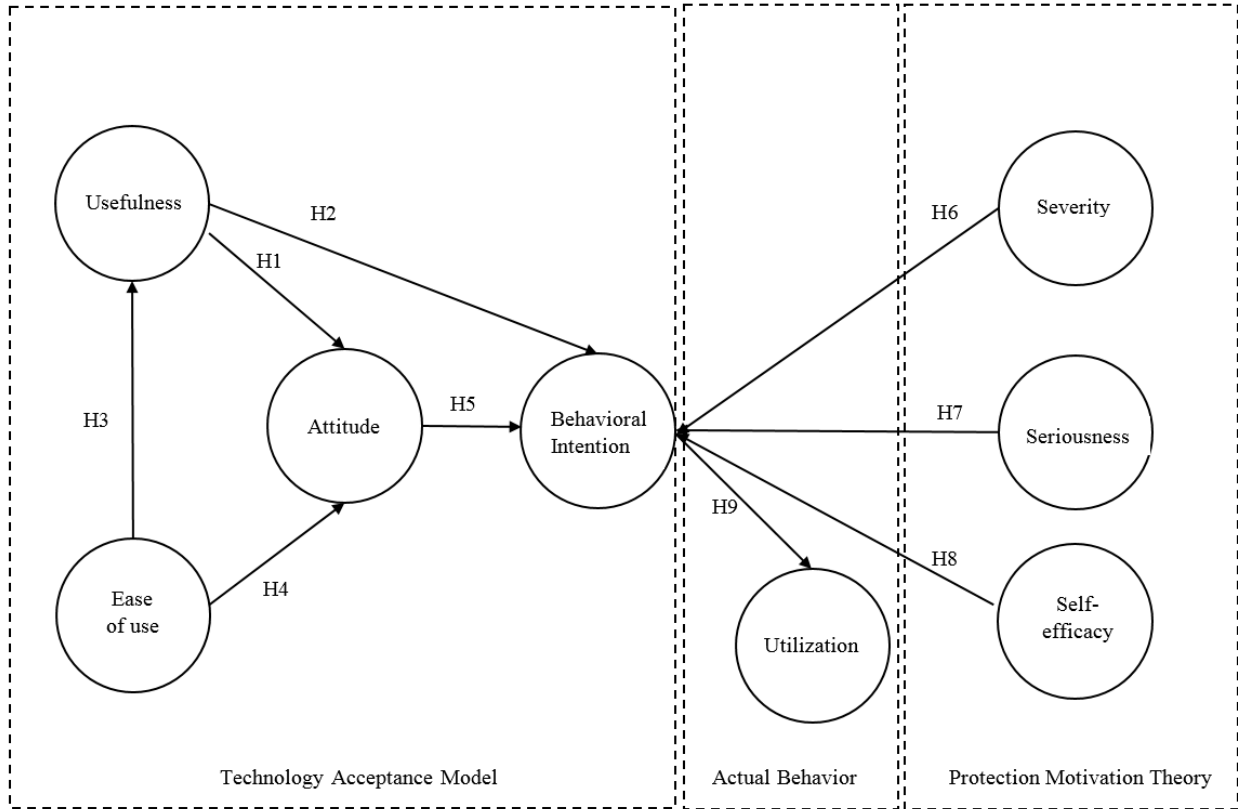 Usefulness
H2
H6
Severity
H1
H3
Attitude
H5
Behavioral
Intention
H7
Seriousness
H9
H4
H8
Ease
of use
Utilization
Self-
efficacy
Technology Acceptance Model
Actual Behavior
Protection Motivation Theory